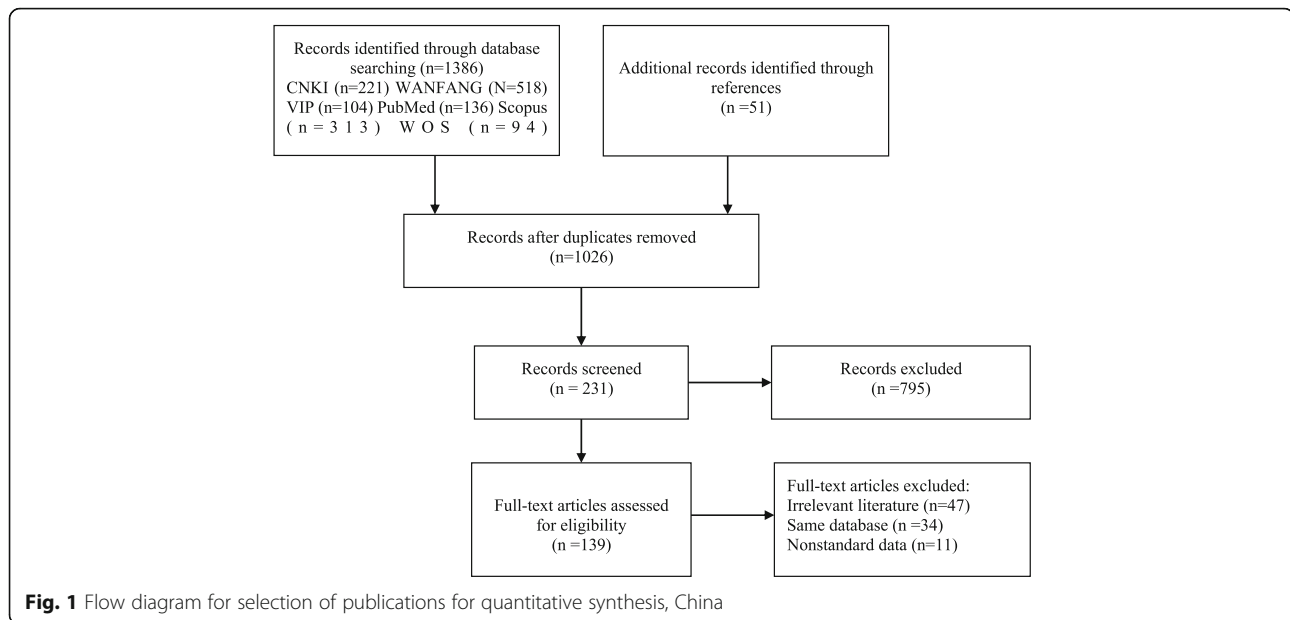 Records identified through database
searching (n=1386)
CNKI (n=221) WANFANG (N=518)
VIP (n=104) PubMed (n=136) Scopus
( n = 3 1 3 ) W O S ( n = 9 4 )
Additional records identified through
references
(n =51)
Records after duplicates removed
(n=1026)
Records screened
(n = 231)
Records excluded
(n =795)
Full-text articles assessed
for eligibility
(n =139)
Full-text articles excluded:
Irrelevant literature (n=47)
Same database (n =34)
Nonstandard data (n=11)
Fig. 1 Flow diagram for selection of publications for quantitative synthesis, China